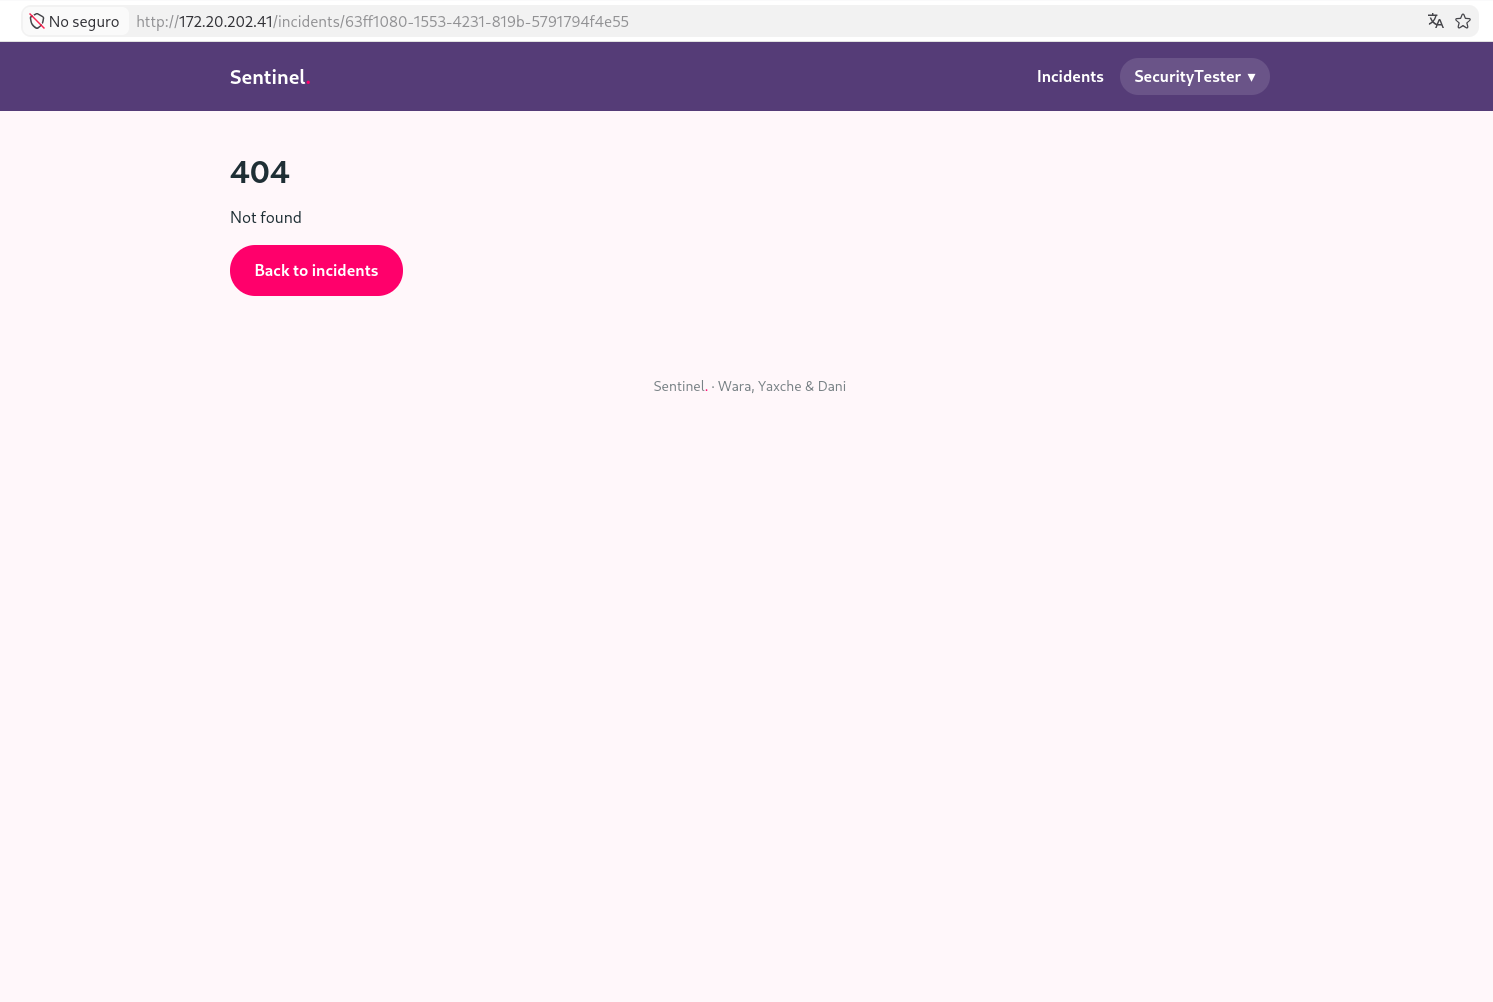 No seguro http://172.20.202.41/incidents/63ff1080-1553-4231-819b-5791794f4e55
Sentinel. Incidents SecurityTester ▼
404
Not found
Back to incidents
Sentinel. · Wara, Yaxche & Dani